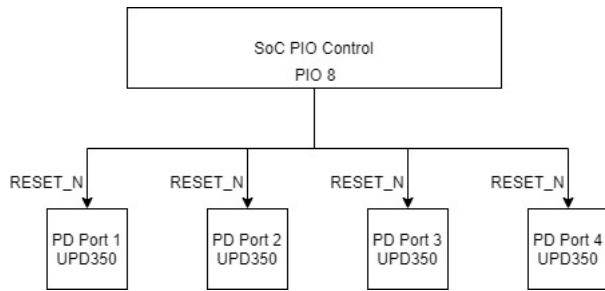 SoC PIO Control
PIO 8
RESET_N
RESET_N
RESET_N
RESET_N
PD Port 1
UPD350
PD Port 2
UPD350
PD Port 3
UPD350
PD Port 4
UPD350